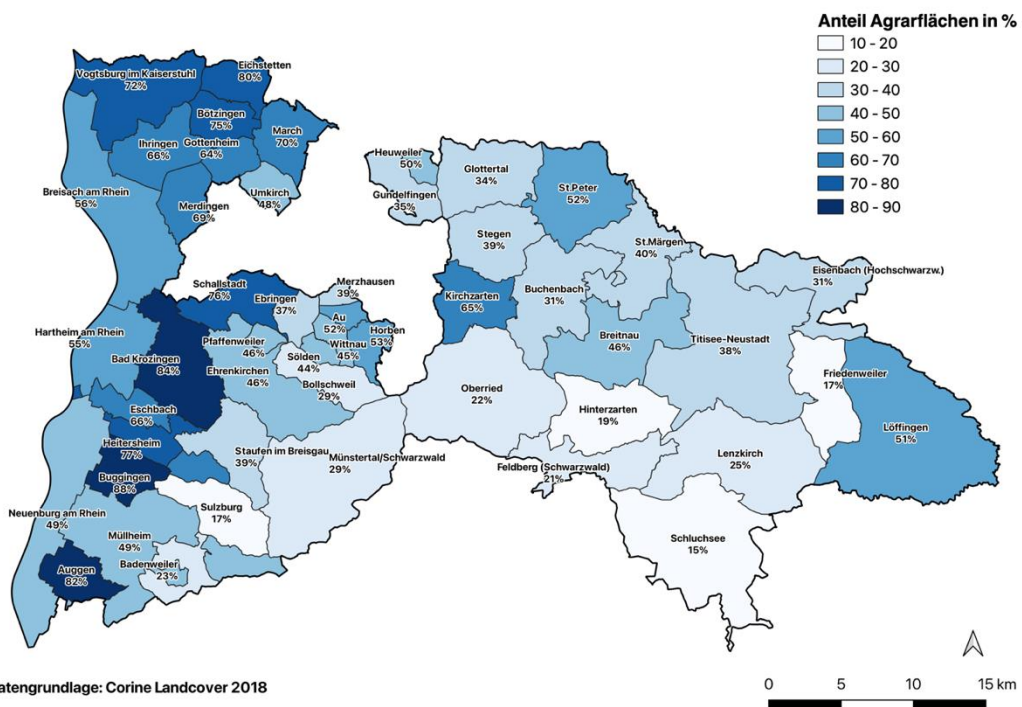 Anteil Agrarflächen in %
10 - 20
20 - 30
30 - 40
40 - 50
50 - 60
60 - 70
70 - 80
80 - 90
Vogtsburg im Kaiserstuhl
72%
Eichstetten
80%
Bötzingen
75%
March
70%
Ihringen
66%
Gottenheim
64%
Breisach am Rhein
56%
Merdingen
69%
Umkirch
48%
Heuweiler
50%
Gundelfingen
35%
Glottertal
34%
St.Peter
52%
Stegen
39%
St.Märgen
40%
Eisenbach (Hochschwarzw.)
31%
Kirchzarten
65%
Buchenbach
31%
Breitnau
46%
Titisee-Neustadt
38%
Friedenweiler
17%
Löffingen
51%
Schallstadt
76%
Ebringen
37%
Merzhausen
39%
Au
52%
Horben
53%
Wittnau
45%
Pfaffenweiler
46%
Sölden
44%
Hartheim am Rhein
55%
Bad Krozingen
84%
Ehrenkirchen
46%
Bollschweil
29%
Oberried
22%
Hinterzarten
19%
Eschbach
66%
Heitersheim
77%
Staufen im Breisgau
39%
Münstertal/Schwarzwald
29%
Feldberg (Schwarzwald)
21%
Lenzkirch
25%
Buggingen
88%
Sulzburg
17%
Neuenburg am Rhein
49%
Müllheim
49%
Schluchsee
15%
Auggen
82%
Badenweiler
23%
atengrundlage: Corine Landcover 2018
0 5 10 15 km